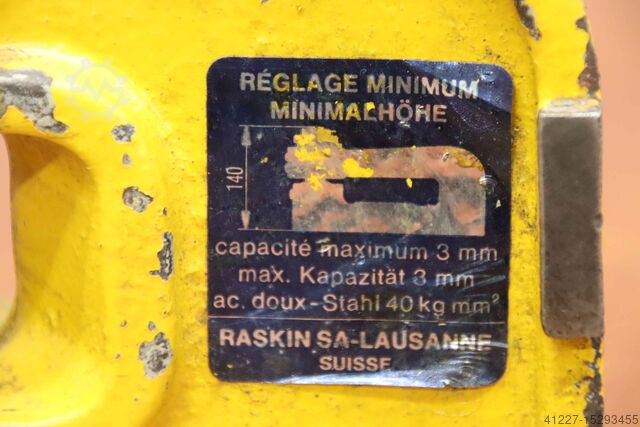 RÉGLAGE MINIMUM
MINIMALHÖHE
140
capacité maximum 3 mm
max. Kapazität 3 mm
ac. doux-Stahl 40 kg mm²
RASKIN SA-LAUSANNE
SUISSE
41227-15293455